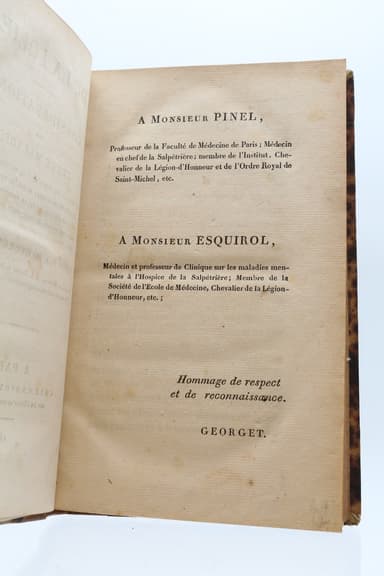 A Monsieur PINEL,
Professeur de la Faculté de Médecine de Paris; Médecin
en chef de la Salpétrière; membre de l'Institut, Che-
valice de la Légion-d'Honneur et de l'Ordre Royal de
Saint-Michel, etc.
A Monsieur ESQUIROL,
Médecin et professeur de Clinique sur les maladies men-
tales à l'Hospice de la Salpétrière; Membre de la
Société de l'Ecole de Médecine, Chevalier de la Légion-
d'Honneur, etc.;
Hommage de respect
et de reconnaissance.
GEORGET.